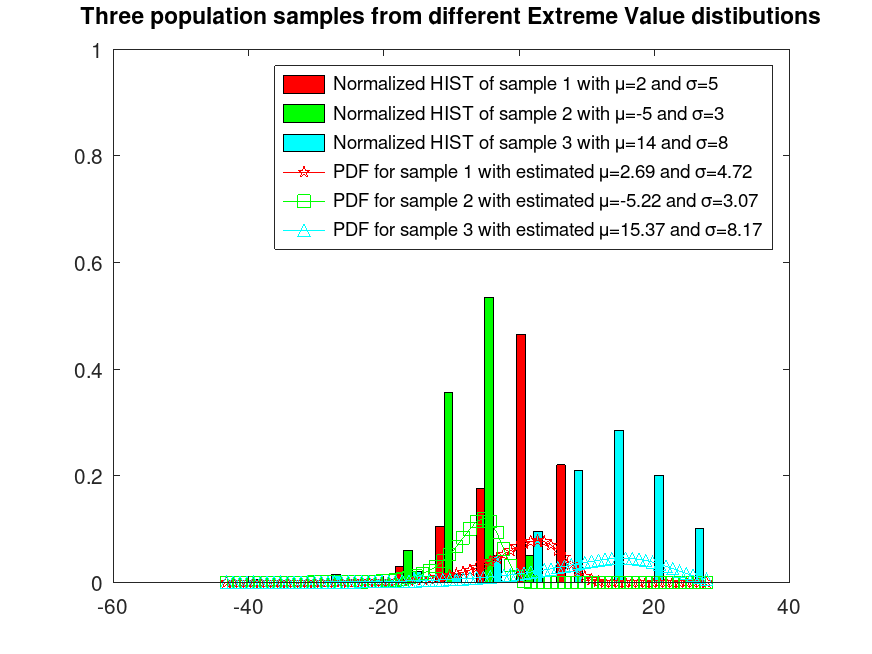 Three population samples from different Extreme Value distibutions
1
Normalized HIST of sample 1 with μ=2 and σ=5
Normalized HIST of sample 2 with μ=-5 and σ=3
Normalized HIST of sample 3 with μ=14 and σ=8
PDF for sample 1 with estimated μ=2.69 and σ=4.72
PDF for sample 2 with estimated μ=-5.22 and σ=3.07
PDF for sample 3 with estimated μ=15.37 and σ=8.17
0.8
0.6
0.4
0.2
0
-60 -40 -20 0 20 40